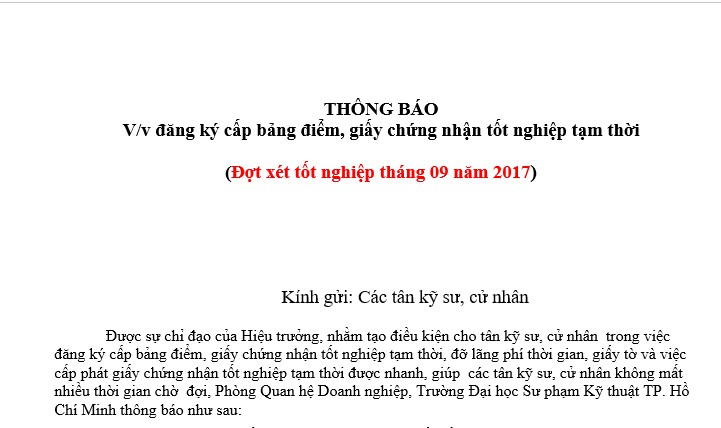 THÔNG BÁO
V/v đăng ký cấp bảng điểm, giấy chứng nhận tốt nghiệp tạm thời
(Đợt xét tốt nghiệp tháng 09 năm 2017)
Kính gửi: Các tân kỹ sư, cử nhân
Được sự chỉ đạo của Hiệu trưởng, nhằm tạo điều kiện cho tân kỹ sư, cử nhân trong việc
đăng ký cấp bảng điểm, giấy chứng nhận tốt nghiệp tạm thời, đỡ lãng phí thời gian, giấy tờ và việc
cấp phát giấy chứng nhận tốt nghiệp tạm thời được nhanh, giúp các tân kỹ sư, cử nhân không mất
nhiều thời gian chờ đợi, Phòng Quan hệ Doanh nghiệp, Trường Đại học Sư phạm Kỹ thuật TP. Hồ
Chí Minh thông báo như sau: